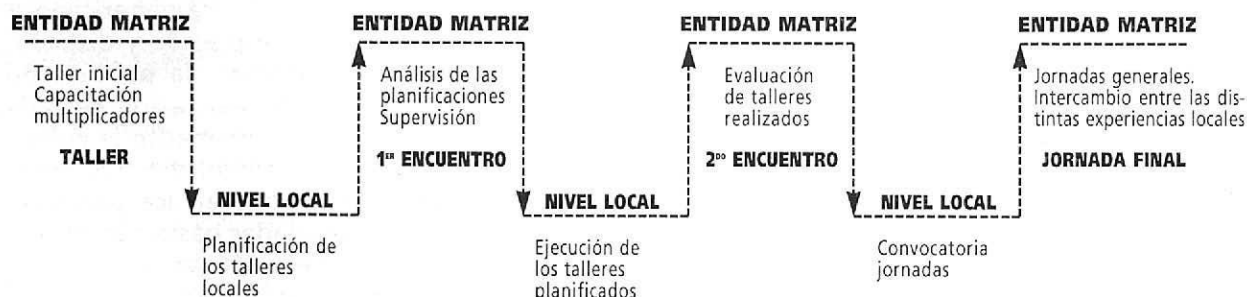 ENTIDAD MATRIZ
Taller inicial
Capacitación
multiplicadores
TALLER
NIVEL LOCAL
Planificación de
los talleres
locales
ENTIDAD MATRIZ
Análisis de las
planificaciones
Supervisión
1ER ENCUENTRO
NIVEL LOCAL
Ejecución de
los talleres
planificados
ENTIDAD MATRIZ
Evaluación
de talleres
realizados
2DO ENCUENTRO
NIVEL LOCAL
Convocatoria
jornadas
ENTIDAD MATRIZ
Jornadas generales.
Intercambio entre las dis-
tintas experiencias locales
JORNADA FINAL